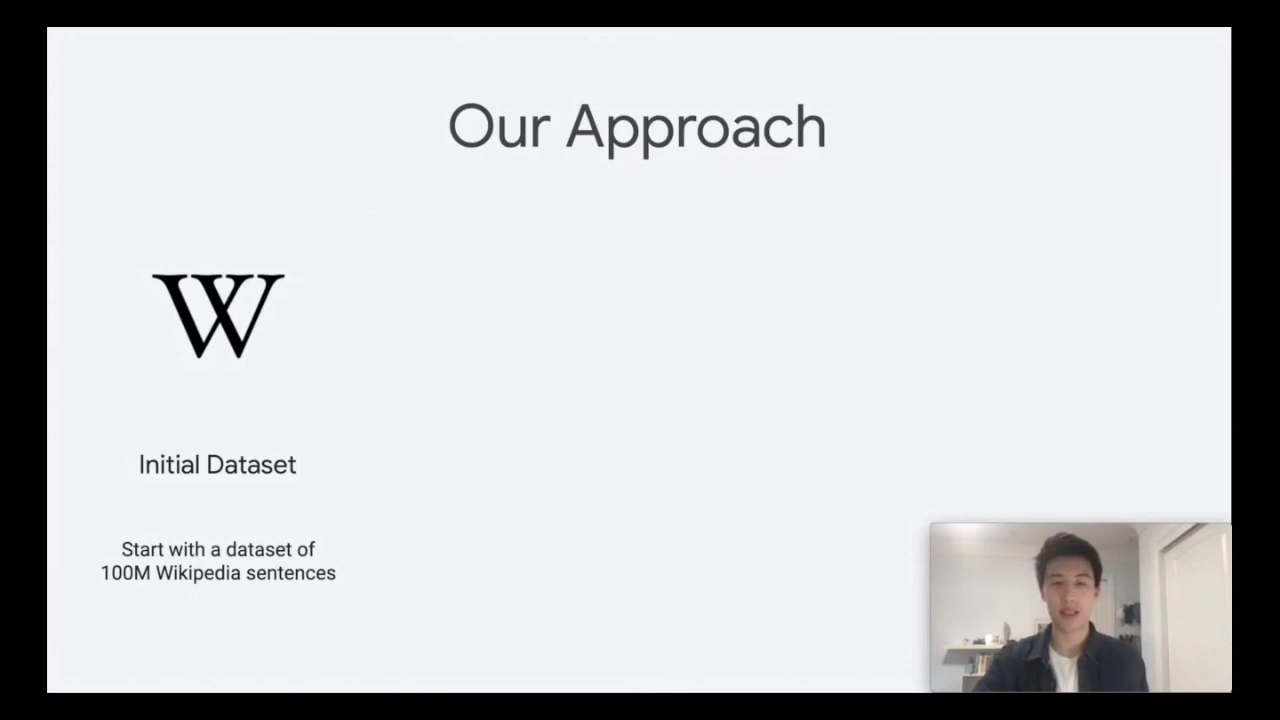 Our Approach
W
Initial Dataset
Start with a dataset of
100M Wikipedia sentences